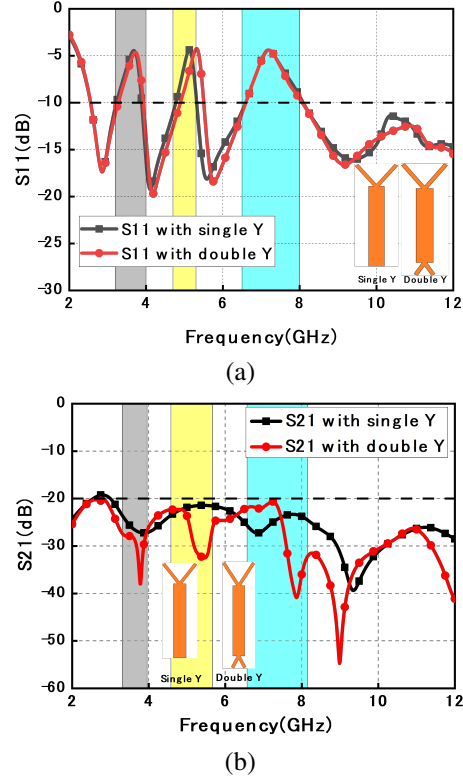 0
-5
-10
-15
-20
-25
-30
S11(dB)
S11 with single Y
S11 with double Y
Single Y Double Y
2 4 6 8 10 12
Frequency(GHz)
(a)
0
-10
-20
-30
-40
-50
-60
S21(dB)
S21 with single Y
S21 with double Y
Single Y Double Y
2 4 6 8 10 12
Frequency(GHz)
(b)